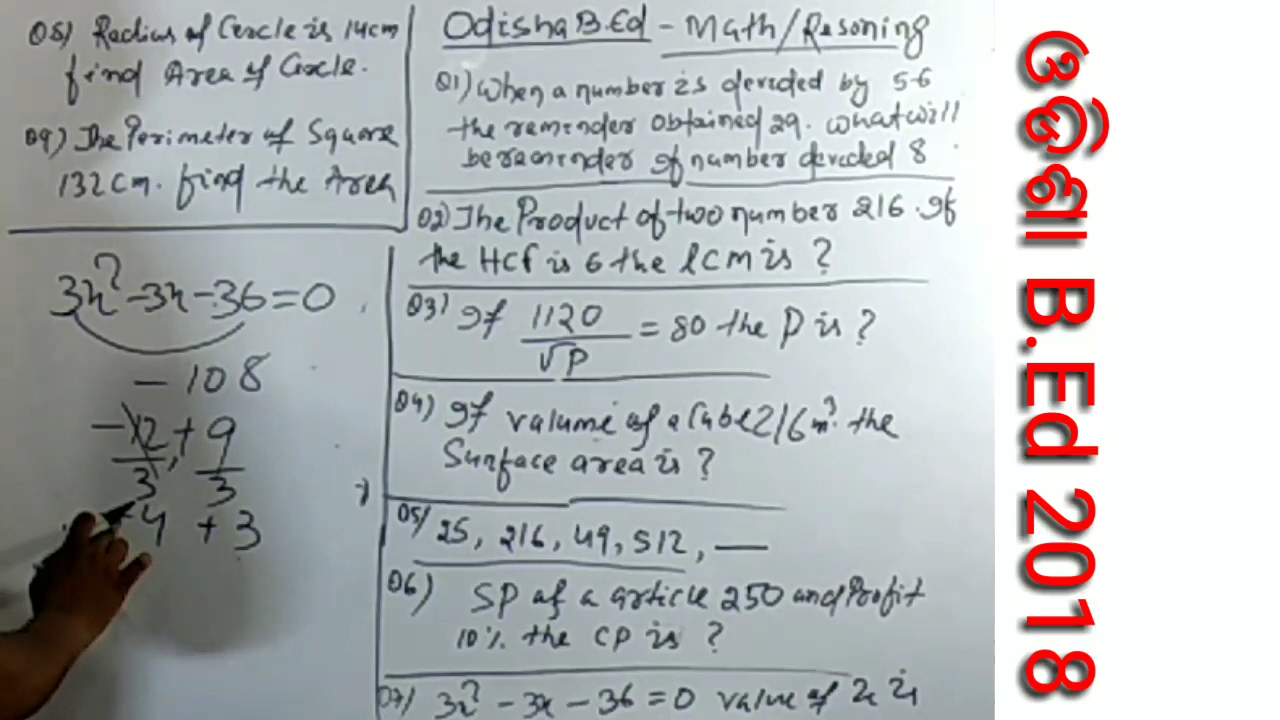 Q8) Radius of Cercle is 14cm
find Area of Circle.
Q9) The Perimeter of Square
132 cm. find the Area
3x² - 3x - 36 = 0
- 108
- 12, + 9
3 3
- 4 + 3
Odisha B.Ed - Math/Resoning
Q1) When a number is devided by 56
the remender obtained 29. what will
be remender if number deveded 8
Q2) The Product of two number 216. If
the HCF is 6 the LCM is ?
Q3) If 1120/√P = 80 the P is ?
Q4) If valume of a Cube 216 m³. the
Surface area is ?
Q5/ 25, 216, 49, 512, —
Q6) SP of a article 250 and Profit
10% the CP is ?
Q7/ 3x² - 3x - 36 = 0 value of x is
ଓଡ଼ିଶା B.Ed 2018